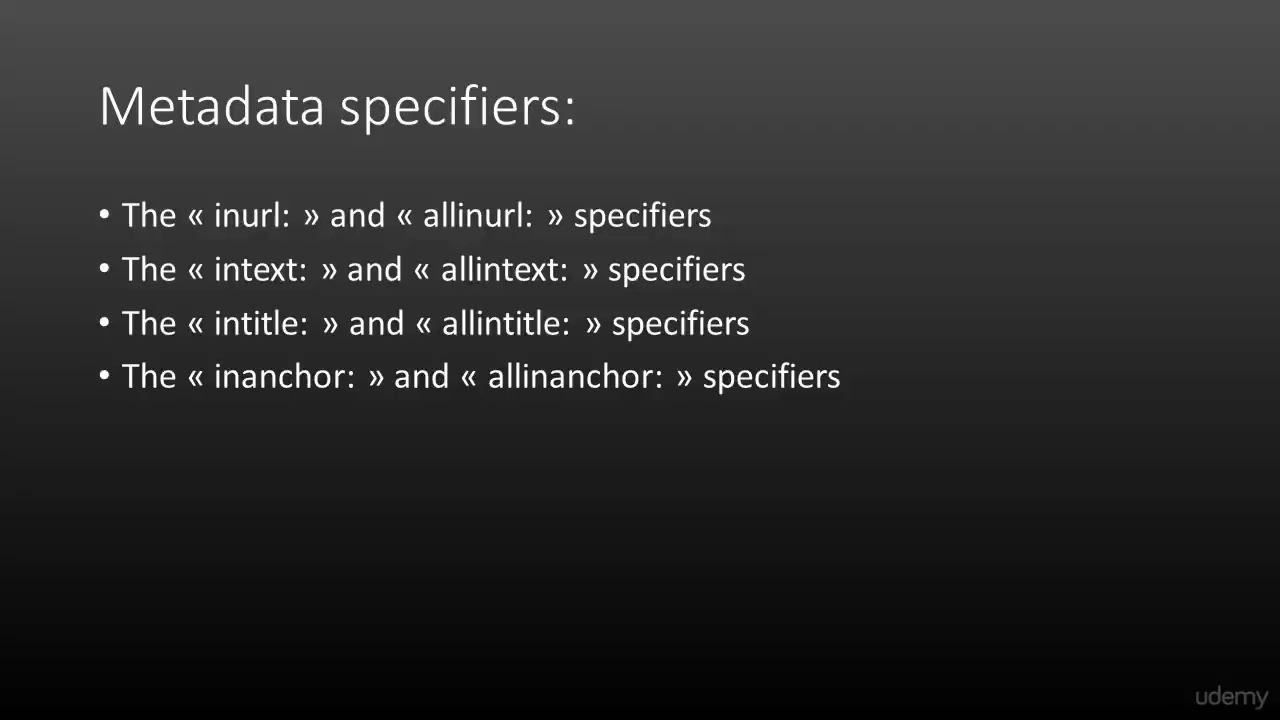 Metadata specifiers:
• The « inurl: » and « allinurl: » specifiers
• The « intext: » and « allintext: » specifiers
• The « intitle: » and « allintitle: » specifiers
• The « inanchor: » and « allinanchor: » specifiers
udemy